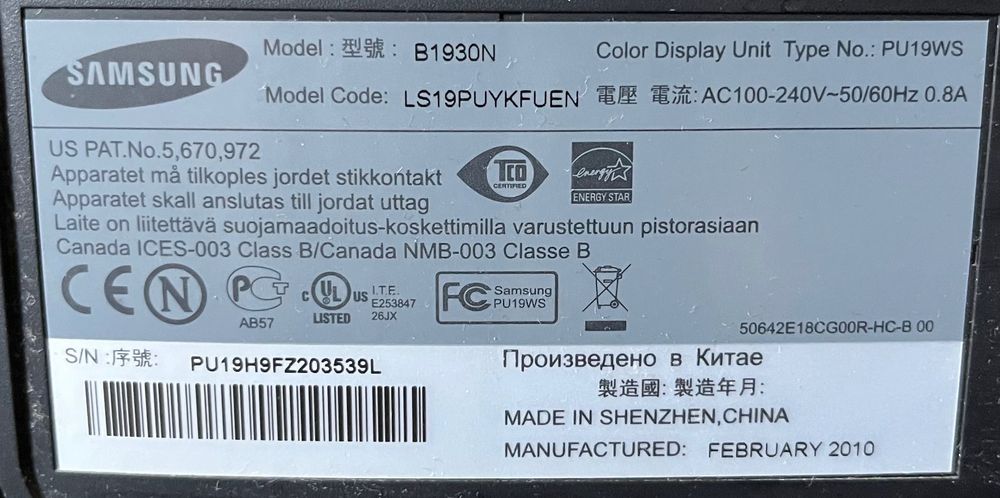 SAMSUNG
Model : 型號 : B1930N
Color Display Unit Type No.: PU19WS
Model Code: LS19PUYKFUEN 電壓 電流: AC100-240V~50/60Hz 0.8A
US PAT.No.5,670,972
Apparatet må tilkoples jordet stikkontakt
Apparatet skall anslutas till jordat uttag
Laite on liitettävä suojamaadoitus-koskettimilla varustettuun pistorasiaan
Canada ICES-003 Class B/Canada NMB-003 Classe B
TCO
CERTIFIED
energy
ENERGY STAR
CE N PCT
AB57
c UL US
LISTED
I.T.E.
E253847
26JX
FC Samsung
PU19WS
50642E18CG00R-HC-B 00
S/N :序號: PU19H9FZ203539L
Произведено в Китае
製造國: 製造年月:
MADE IN SHENZHEN,CHINA
MANUFACTURED: FEBRUARY 2010